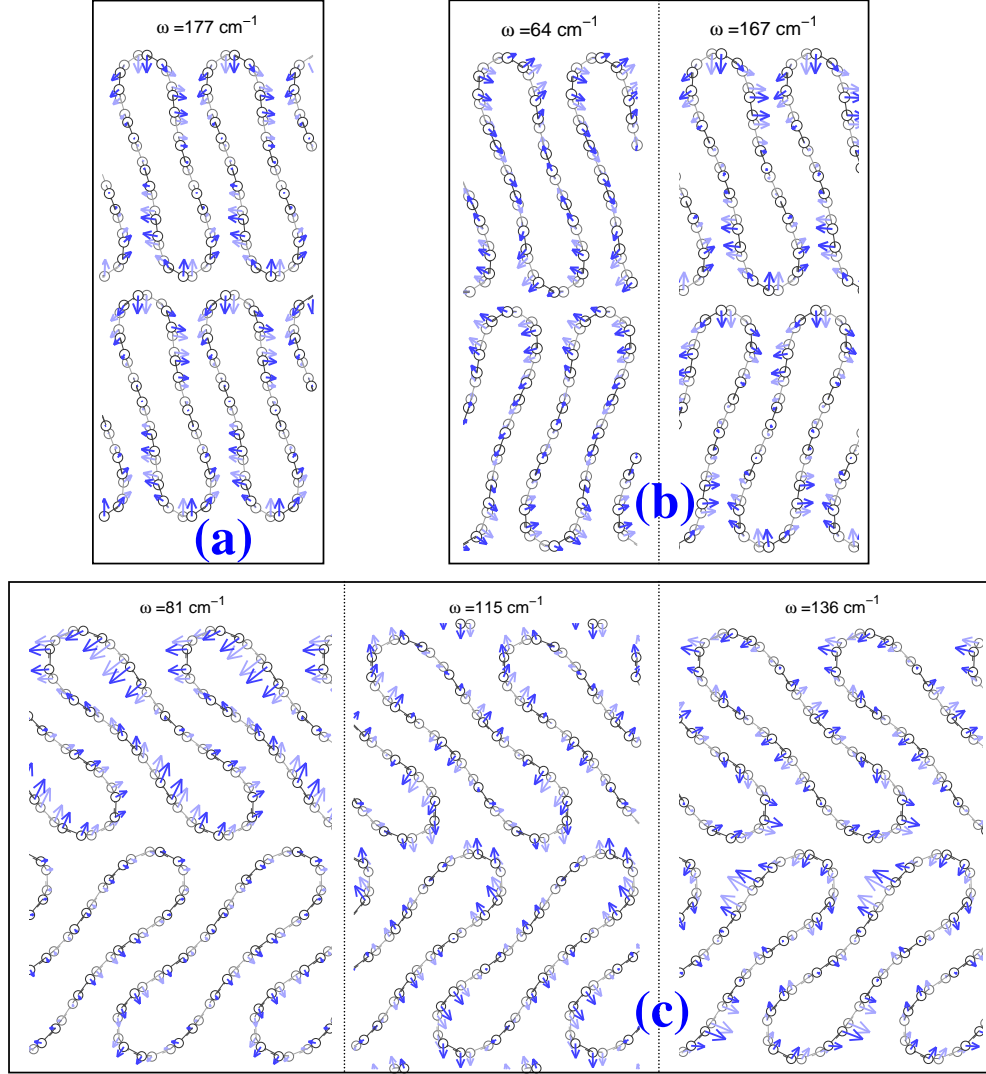 ω =177 cm⁻¹
(a)
ω =64 cm⁻¹
ω =167 cm⁻¹
(b)
ω =81 cm⁻¹
ω =115 cm⁻¹
ω =136 cm⁻¹
(c)